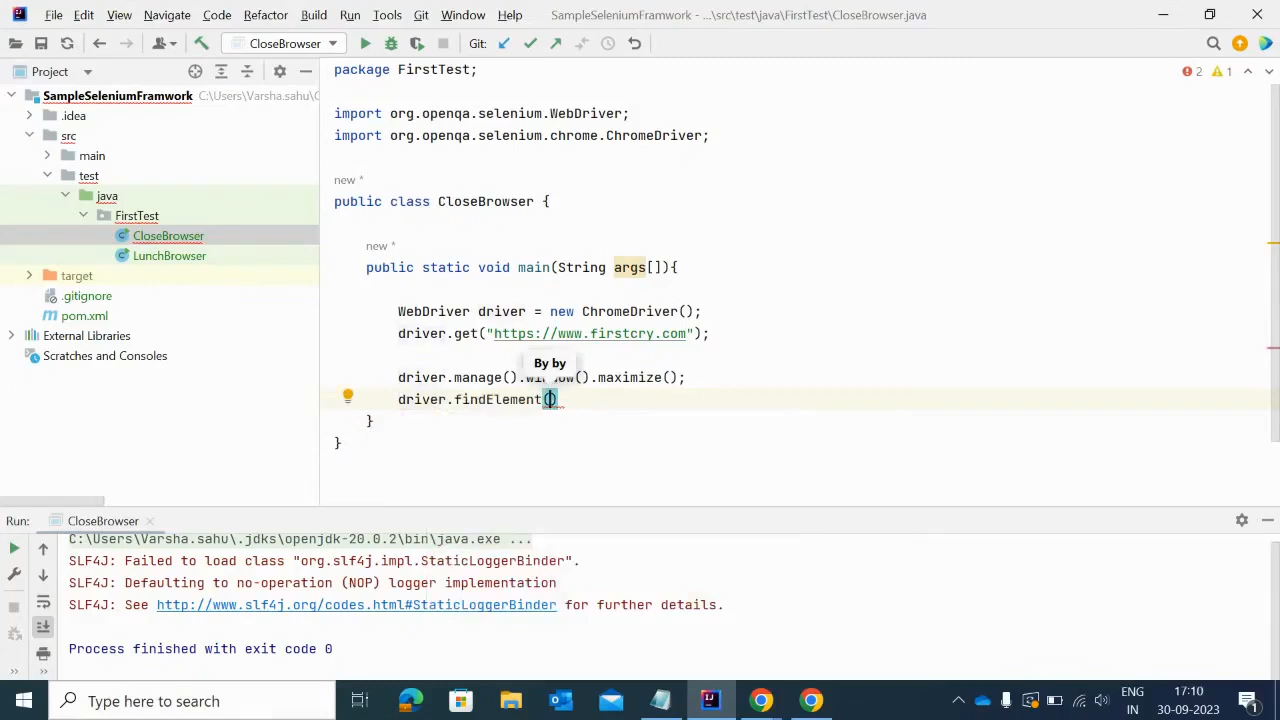 File Edit View Navigate Code Refactor Build Run Tools Git Window Help SampleSeleniumFramwork - ...\src\test\java\FirstTest\CloseBrowser.java
CloseBrowser Git:
Project
SampleSeleniumFramwork C:\Users\Varsha.sahu\
.idea
src
main
test
java
FirstTest
CloseBrowser
LunchBrowser
target
.gitignore
pom.xml
External Libraries
Scratches and Consoles
2 1
package FirstTest;
import org.openqa.selenium.WebDriver;
import org.openqa.selenium.chrome.ChromeDriver;
new *
public class CloseBrowser {
new *
public static void main(String args[]){
WebDriver driver = new ChromeDriver();
driver.get("https://www.firstcry.com");
By by
driver.manage().window().maximize();
driver.findElement()
}
}
Run: CloseBrowser
C:\Users\Varsha.sahu\.jdks\openjdk-20.0.2\bin\java.exe ...
SLF4J: Failed to load class "org.slf4j.impl.StaticLoggerBinder".
SLF4J: Defaulting to no-operation (NOP) logger implementation
SLF4J: See http://www.slf4j.org/codes.html#StaticLoggerBinder for further details.
Process finished with exit code 0
Type here to search
ENG
IN
17:10
30-09-2023
1